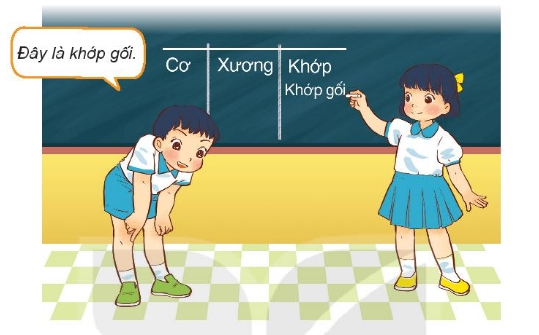 Đây là khớp gối.
Cơ Xương Khớp
Khớp gối